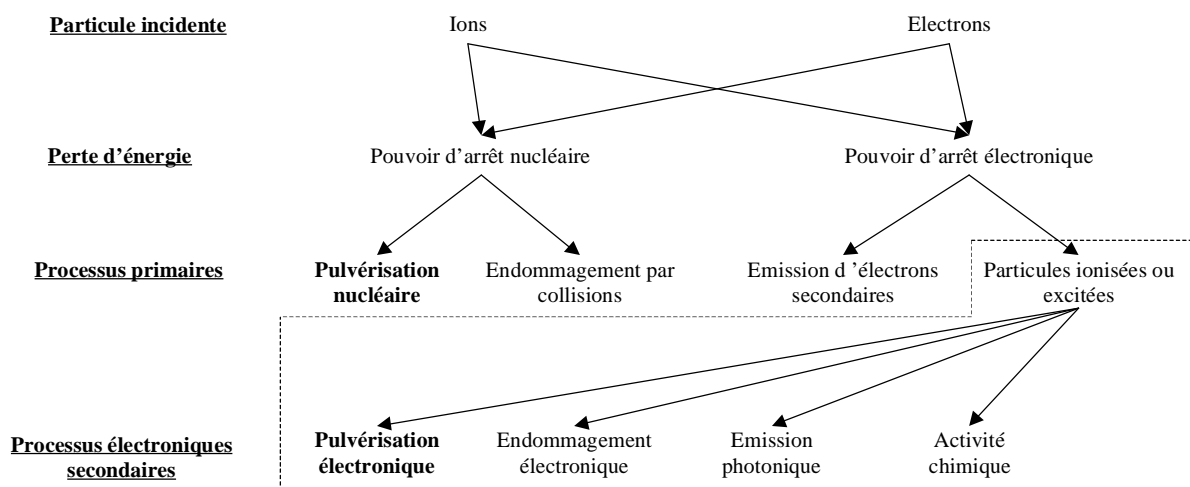 Particule incidente
Ions
Electrons
Perte d’énergie
Pouvoir d’arrêt nucléaire
Pouvoir d’arrêt électronique
Processus primaires
Pulvérisation
nucléaire
Endommagement par
collisions
Emission d ’électrons
secondaires
Particules ionisées ou
excitées
Processus électroniques
secondaires
Pulvérisation
électronique
Endommagement
électronique
Emission
photonique
Activité
chimique